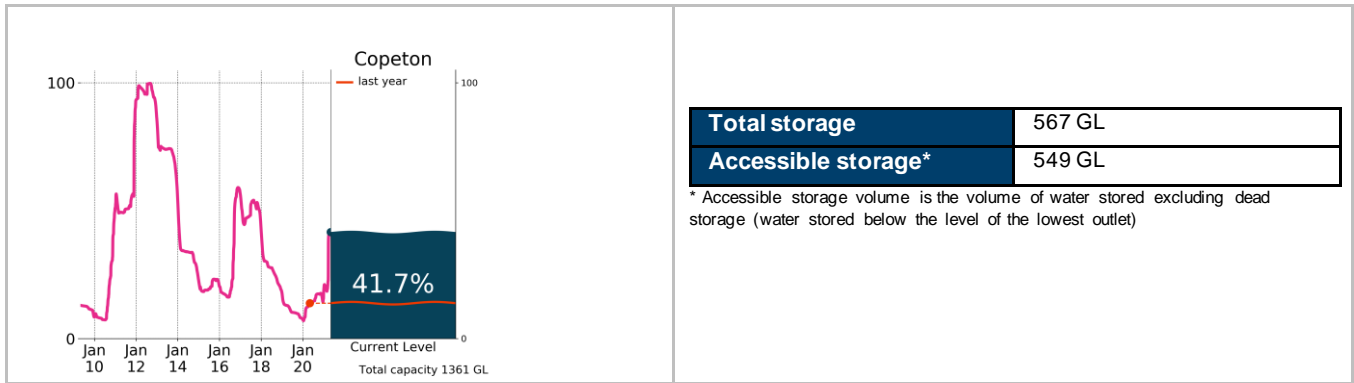 Copeton
last year
100
100
41.7%
0
0
Jan 10
Jan 12
Jan 14
Jan 16
Jan 18
Jan 20
Current Level
Total capacity 1361 GL
Total storage 567 GL
Accessible storage* 549 GL
* Accessible storage volume is the volume of water stored excluding dead
storage (water stored below the level of the lowest outlet)